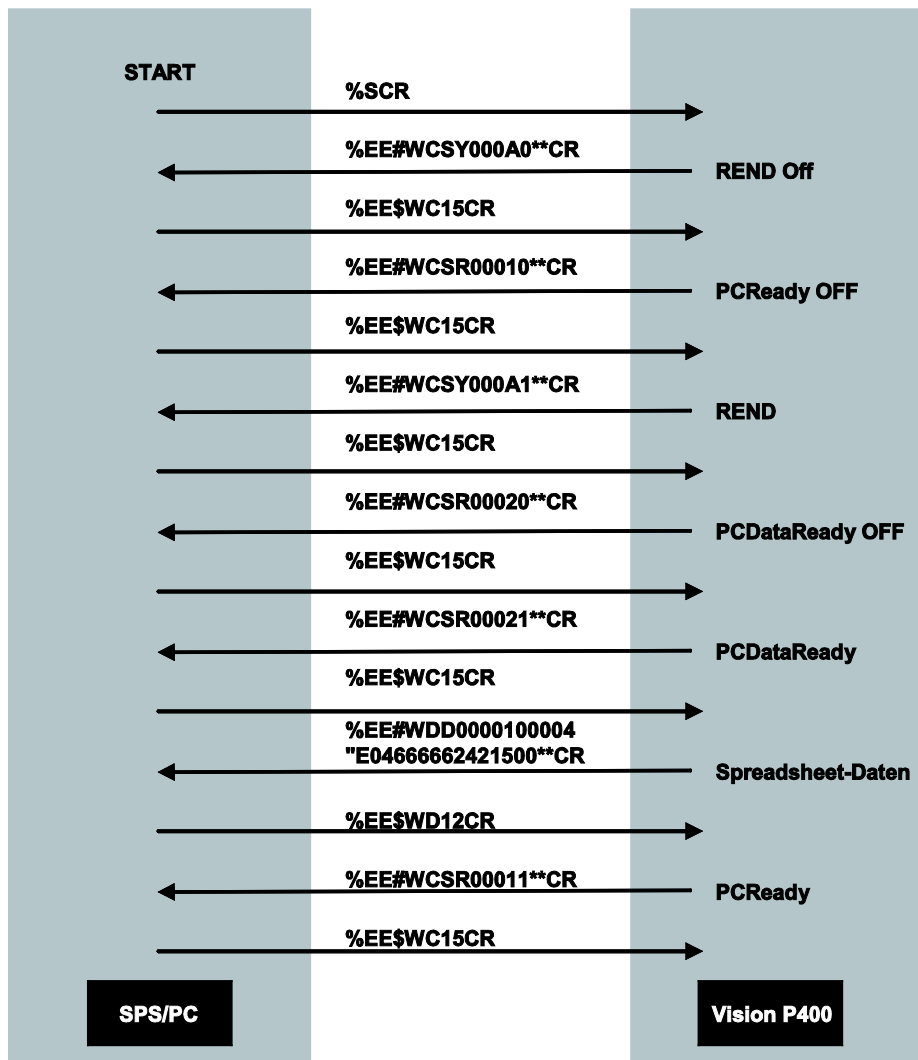 START
%SCR
%EE#WCSY000A0**CR
REND Off
%EE$WC15CR
%EE#WCSR00010**CR
PCReady OFF
%EE$WC15CR
%EE#WCSY000A1**CR
REND
%EE$WC15CR
%EE#WCSR00020**CR
PCDataReady OFF
%EE$WC15CR
%EE#WCSR00021**CR
PCDataReady
%EE$WC15CR
%EE#WDD0000100004
"E04666662421500**CR
Spreadsheet-Daten
%EE$WD12CR
%EE#WCSR00011**CR
PCReady
%EE$WC15CR
SPS/PC
Vision P400